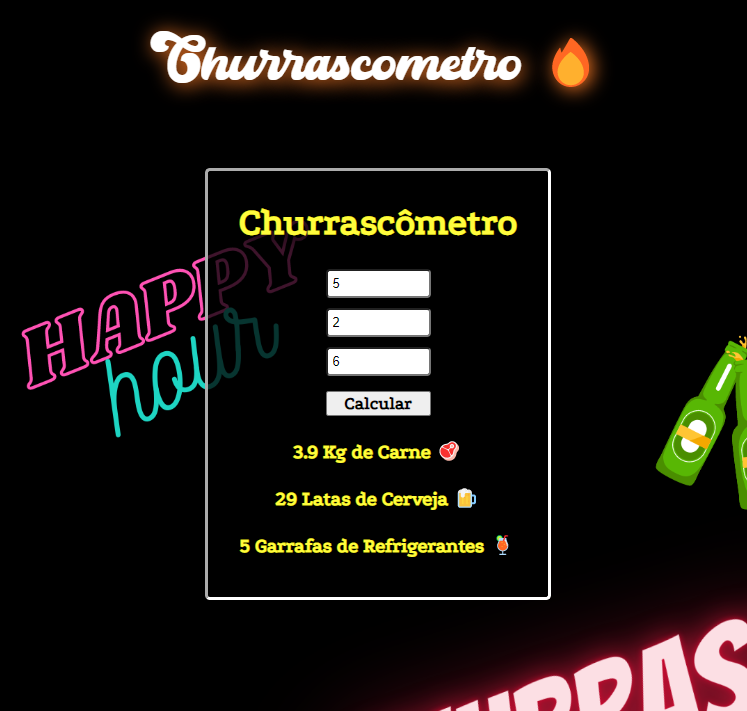 Churrascometro
Churrascômetro
HAPPY
hour
5
2
6
Calcular
3.9 Kg de Carne
29 Latas de Cerveja
5 Garrafas de Refrigerantes